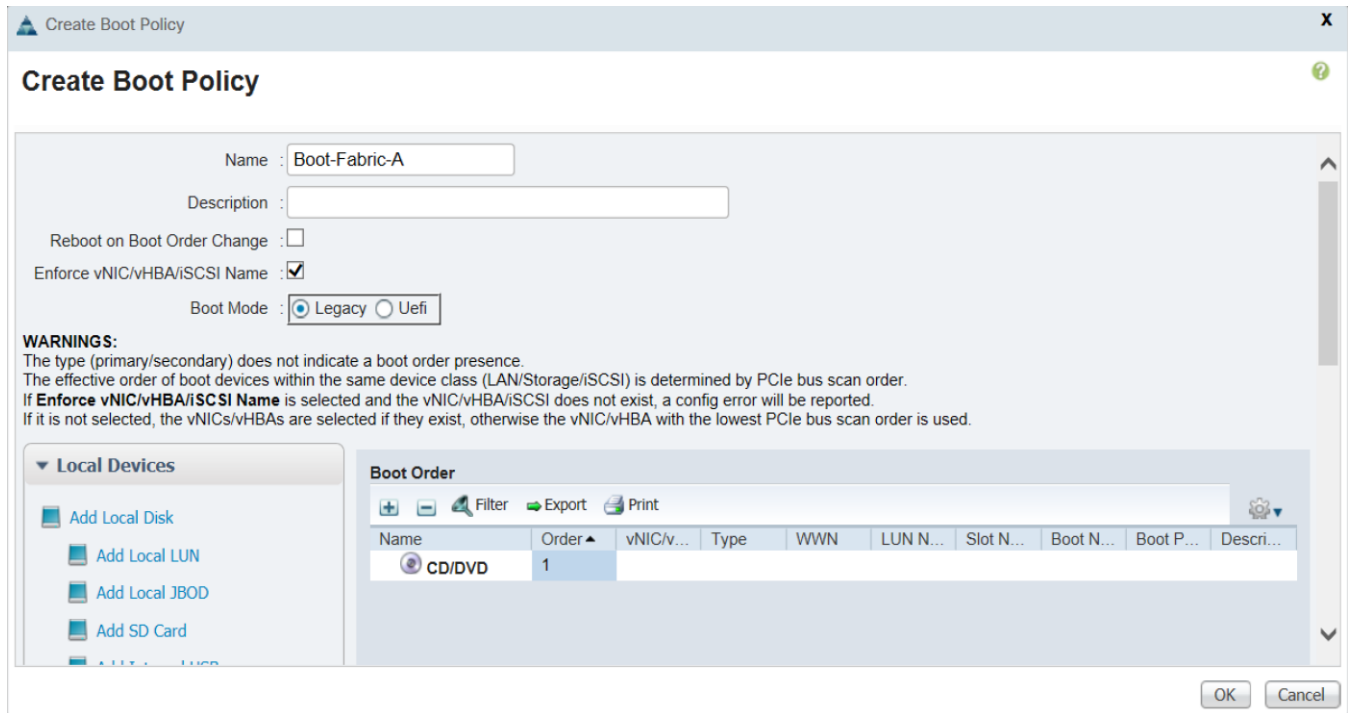 Create Boot Policy
X
Create Boot Policy
?
Name : Boot-Fabric-A
Description :
Reboot on Boot Order Change :
Enforce vNIC/vHBA/iSCSI Name :
Boot Mode : Legacy Uefi
WARNINGS:
The type (primary/secondary) does not indicate a boot order presence.
The effective order of boot devices within the same device class (LAN/Storage/iSCSI) is determined by PCIe bus scan order.
If Enforce vNIC/vHBA/iSCSI Name is selected and the vNIC/vHBA/iSCSI does not exist, a config error will be reported.
If it is not selected, the vNICs/vHBAs are selected if they exist, otherwise the vNIC/vHBA with the lowest PCIe bus scan order is used.
Local Devices
Add Local Disk
Add Local LUN
Add Local JBOD
Add SD Card
Boot Order
Filter Export Print
Name Order vNIC/v... Type WWN LUN N... Slot N... Boot N... Boot P... Descri...
CD/DVD 1
OK Cancel